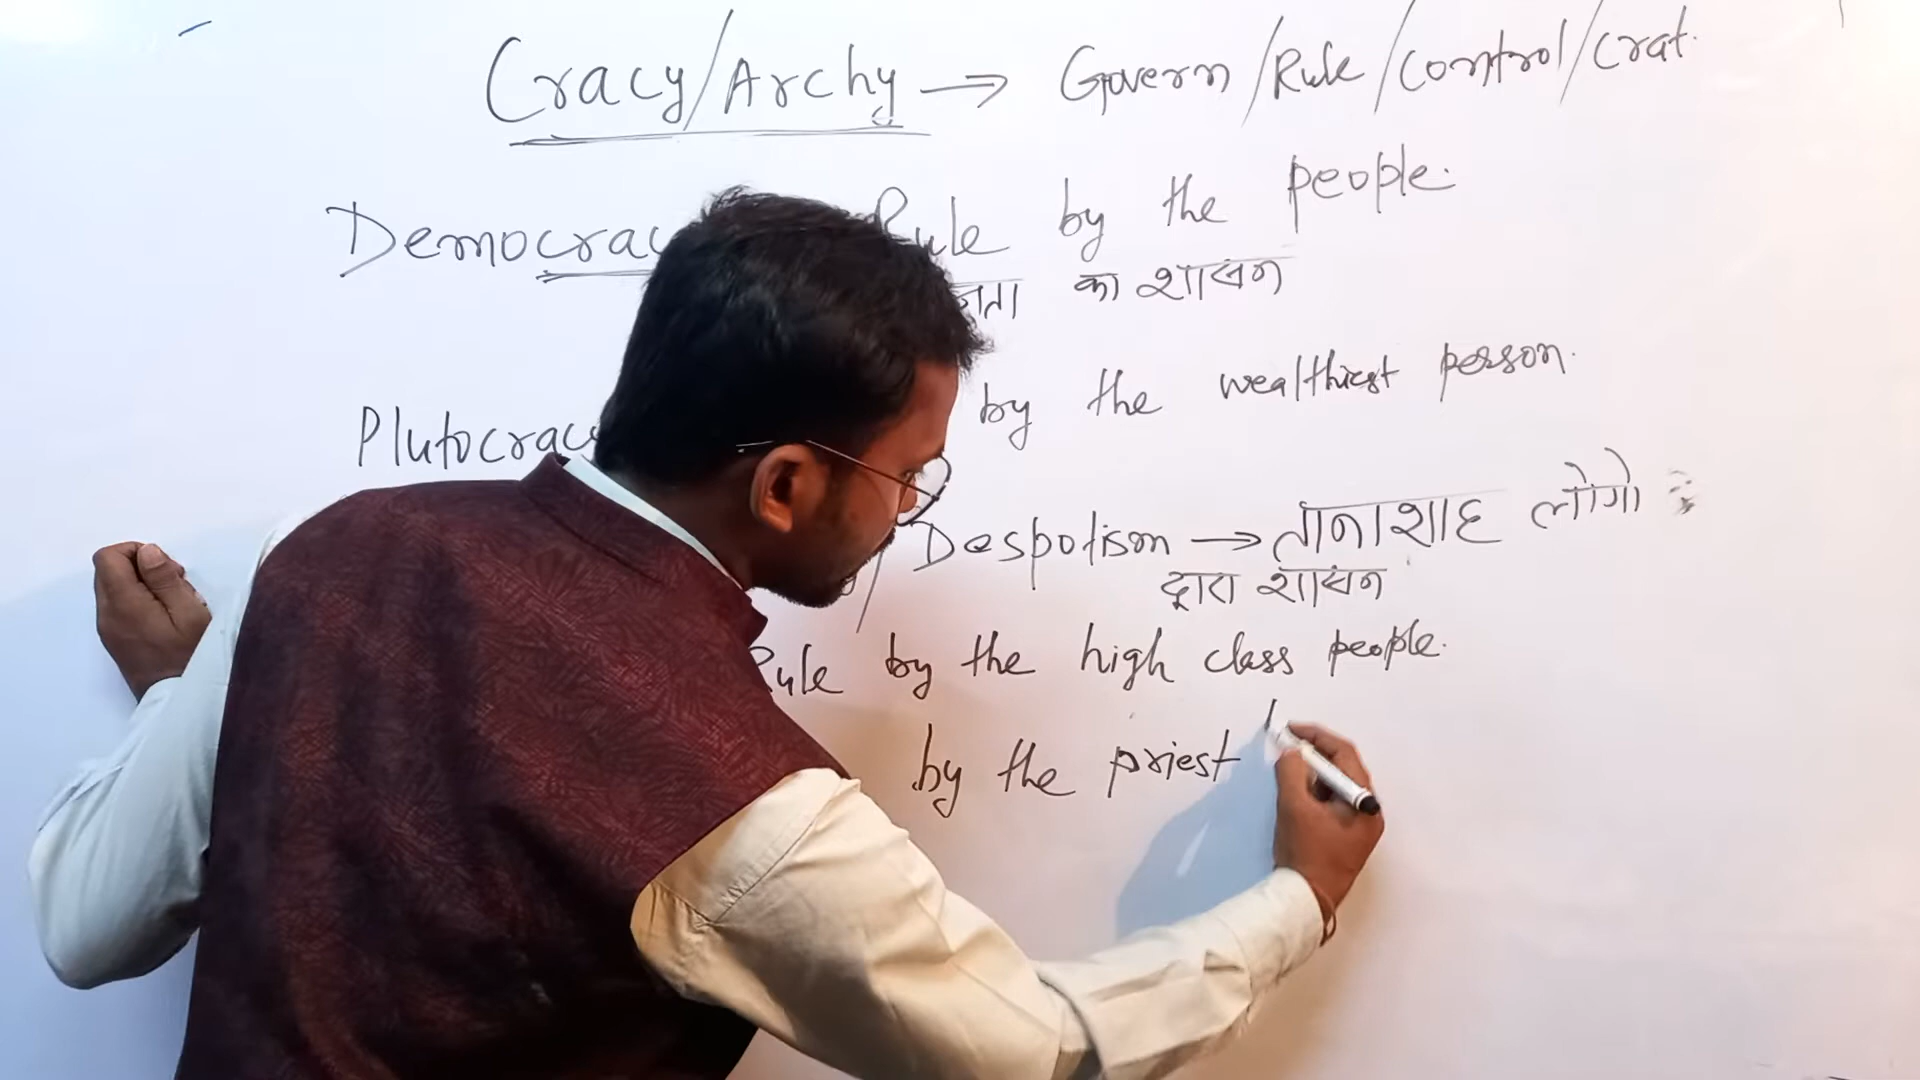 Cracy/Archy → Govern/Rule/control/crat.
Democrac Rule by the people.
का शासन
Plutocrac by the wealthiest person.
Despotism → तानाशाह लोगो
द्वारा शासन
Rule by the high class people.
by the priest